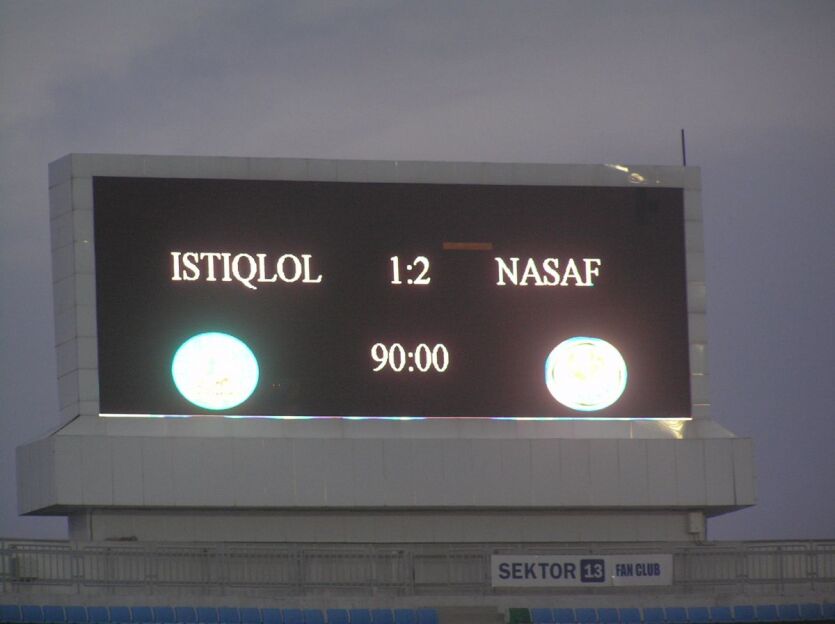 ISTIQLOL 1:2 NASAF
90:00
SEKTOR 13 FAN CLUB